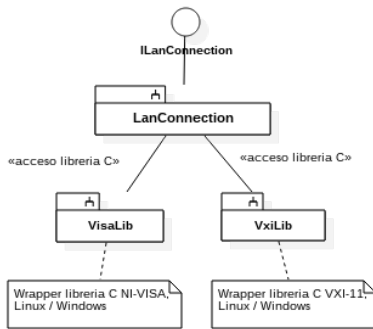 ILanConnection
LanConnection
«acceso libreria C»
«acceso libreria C»
VisaLib
VxiLib
Wrapper libreria C NI-VISA,
Linux / Windows
Wrapper libreria C VXI-11,
Linux / Windows